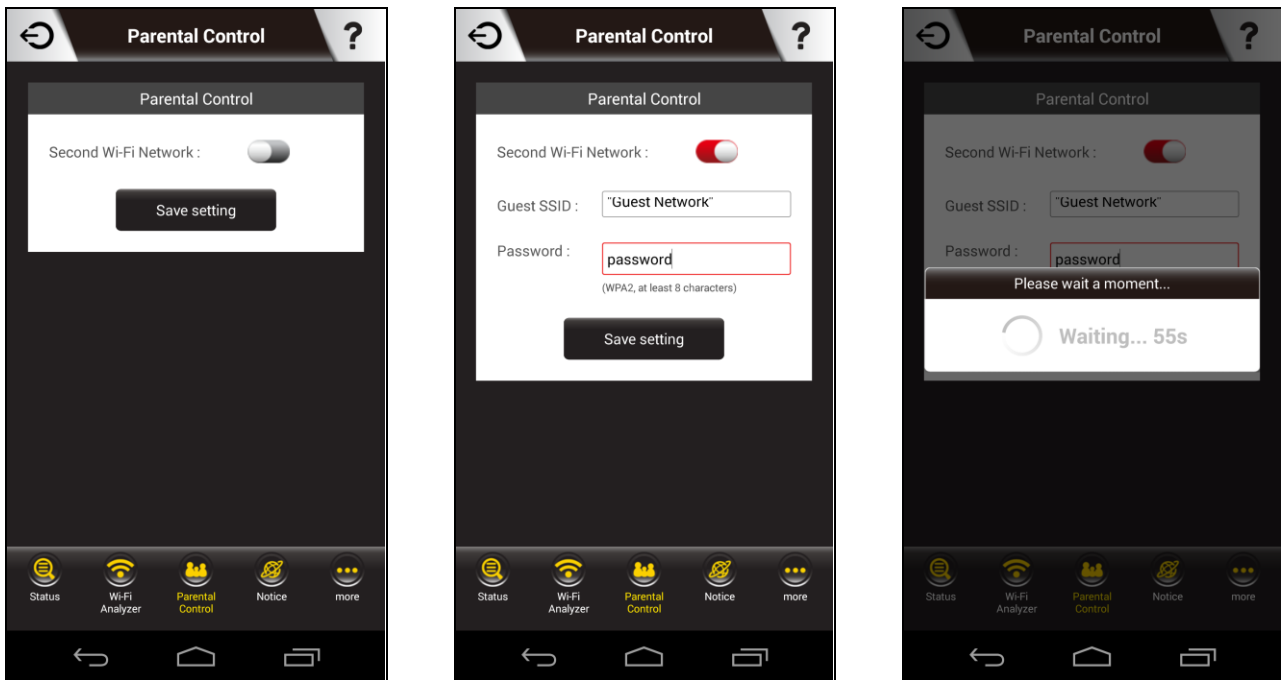 Parental Control
?
Parental Control
Second Wi-Fi Network :
Save setting
Status
Wi-Fi
Analyzer
Parental
Control
Notice
more
Parental Control
?
Parental Control
Second Wi-Fi Network :
Guest SSID :
"Guest Network"
Password :
password
(WPA2, at least 8 characters)
Save setting
Status
Wi-Fi
Analyzer
Parental
Control
Notice
more
Parental Control
?
Parental Control
Second Wi-Fi Network :
Guest SSID :
"Guest Network"
Password :
password
Please wait a moment...
Waiting... 55s
Status
Wi-Fi
Analyzer
Parental
Control
Notice
more